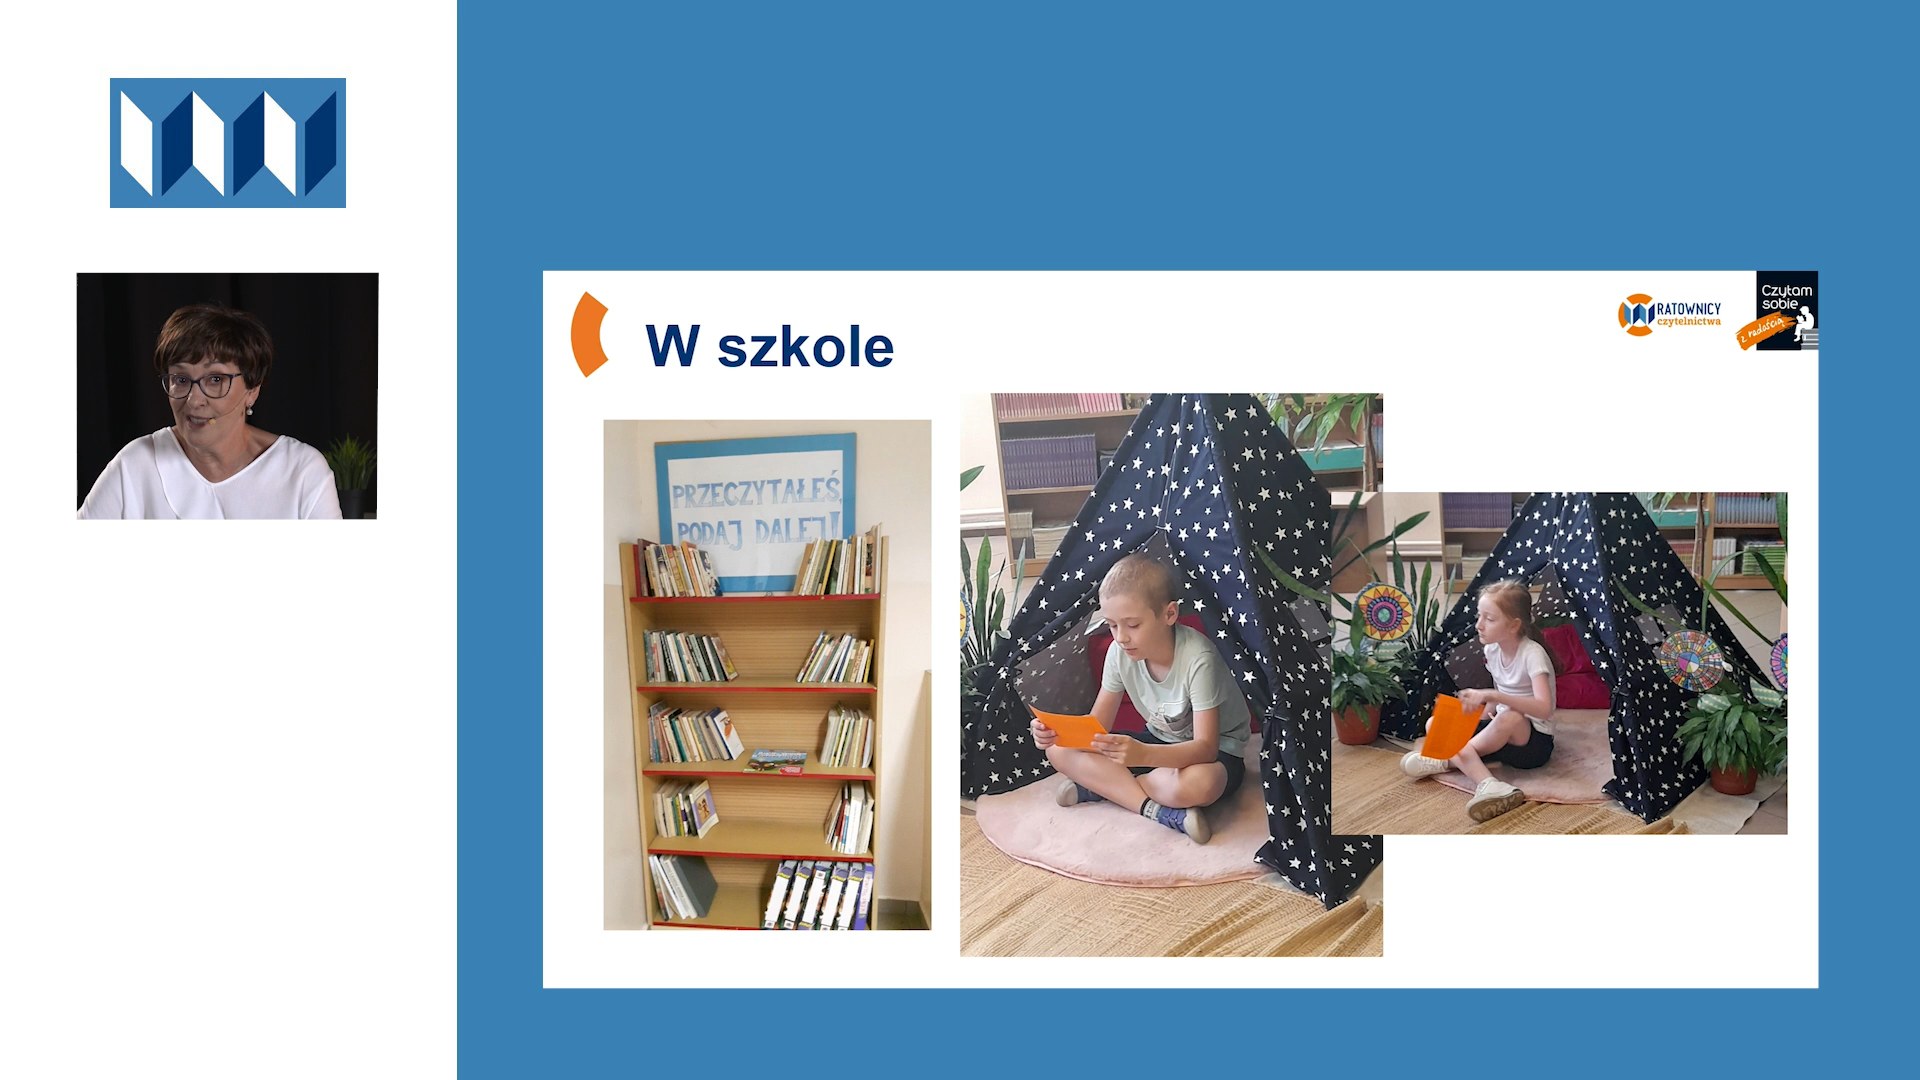 W szkole
RATOWNICY
czytelnictwa
Czytam
sobie
z radością
PRZECZYTAŁEŚ,
PODAJ DALEJ!